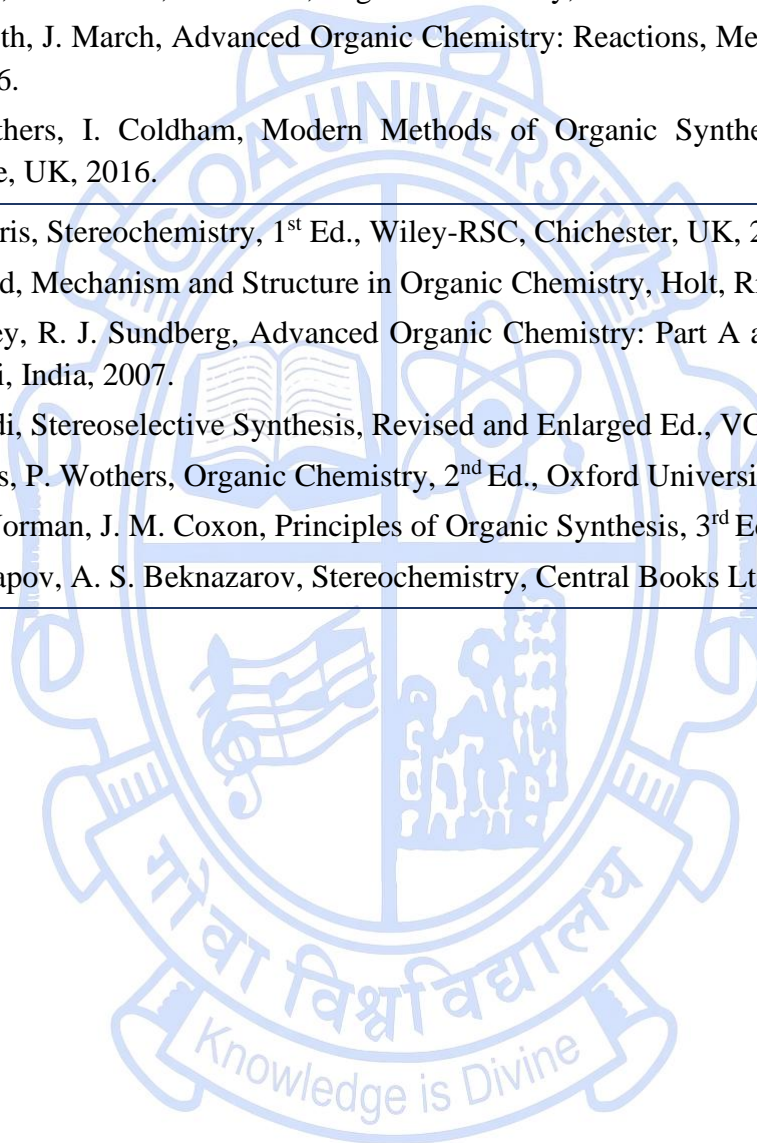 th, J. March, Advanced Organic Chemistry: Reactions, Me
6.
thers, I. Coldham, Modern Methods of Organic Synthe
e, UK, 2016.
ris, Stereochemistry, 1st Ed., Wiley-RSC, Chichester, UK, 2
d, Mechanism and Structure in Organic Chemistry, Holt, Ri
ey, R. J. Sundberg, Advanced Organic Chemistry: Part A a
i, India, 2007.
di, Stereoselective Synthesis, Revised and Enlarged Ed., VC
s, P. Wothers, Organic Chemistry, 2nd Ed., Oxford Universi
Norman, J. M. Coxon, Principles of Organic Synthesis, 3rd Ed
apov, A. S. Beknazarov, Stereochemistry, Central Books Lt
GOA UNIVERSITY
गोंवा विश्वविद्यालय
Knowledge is Divine